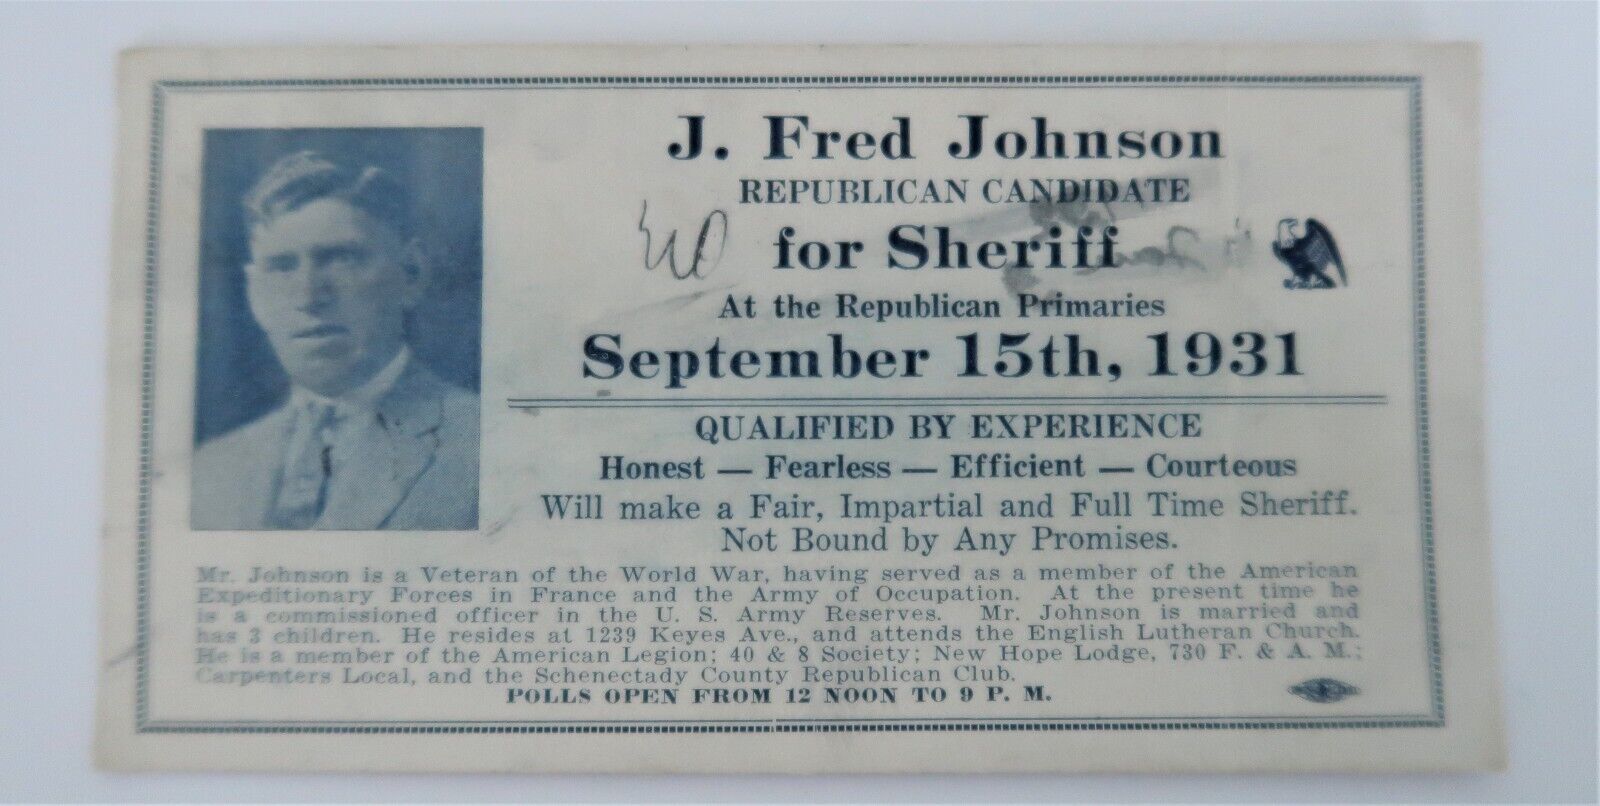 J. Fred Johnson
REPUBLICAN CANDIDATE
for Sheriff
At the Republican Primaries
September 15th, 1931
QUALIFIED BY EXPERIENCE
Honest — Fearless — Efficient — Courteous
Will make a Fair, Impartial and Full Time Sheriff.
Not Bound by Any Promises.
Mr. Johnson is a Veteran of the World War, having served as a member of the American
Expeditionary Forces in France and the Army of Occupation. At the present time he
is a commissioned officer in the U. S. Army Reserves. Mr. Johnson is married and
has 3 children. He resides at 1239 Keyes Ave., and attends the English Lutheran Church.
He is a member of the American Legion; 40 & 8 Society; New Hope Lodge, 730 F. & A. M.;
Carpenters Local, and the Schenectady County Republican Club.
POLLS OPEN FROM 12 NOON TO 9 P. M.